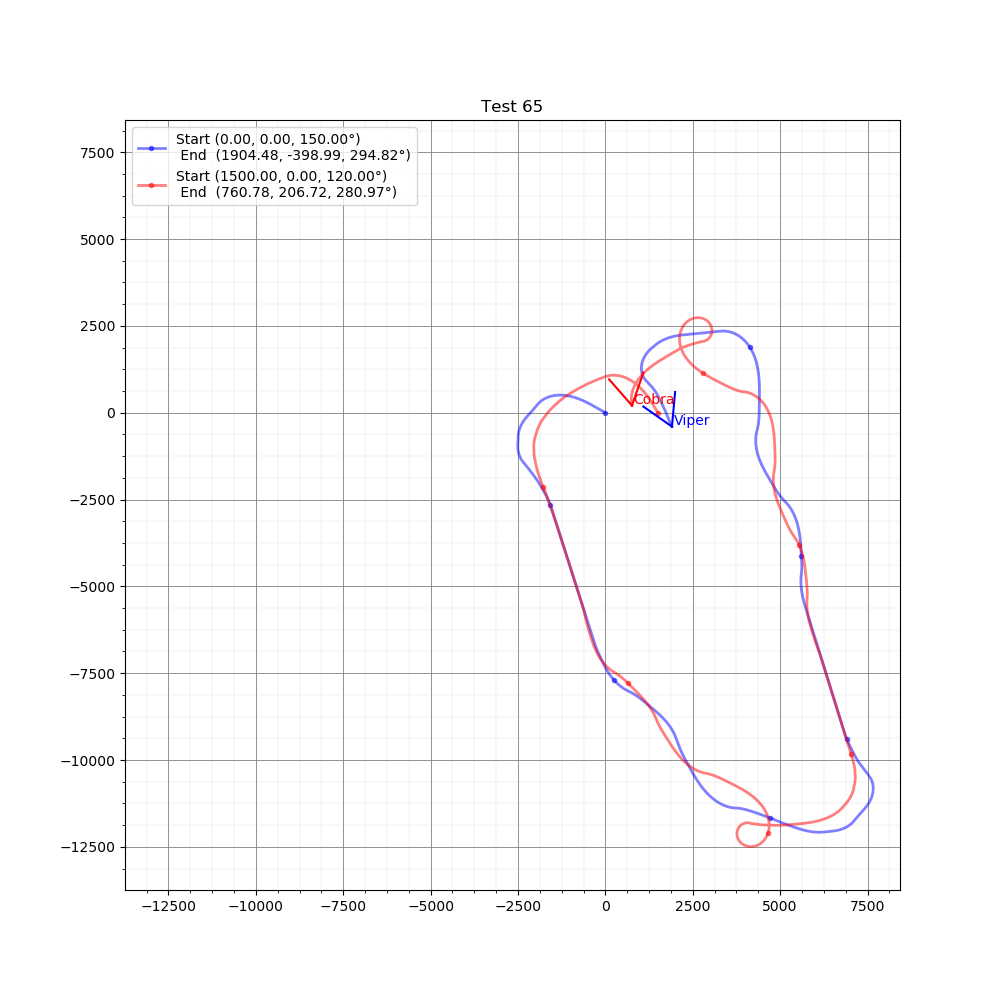 Test 65
Start (0.00, 0.00, 150.00°)
End (1904.48, -398.99, 294.82°)
Start (1500.00, 0.00, 120.00°)
End (760.78, 206.72, 280.97°)
7500
5000
2500
0
−2500
−5000
−7500
−10000
−12500
Cobra
Viper
−12500 −10000 −7500 −5000 −2500 0 2500 5000 7500